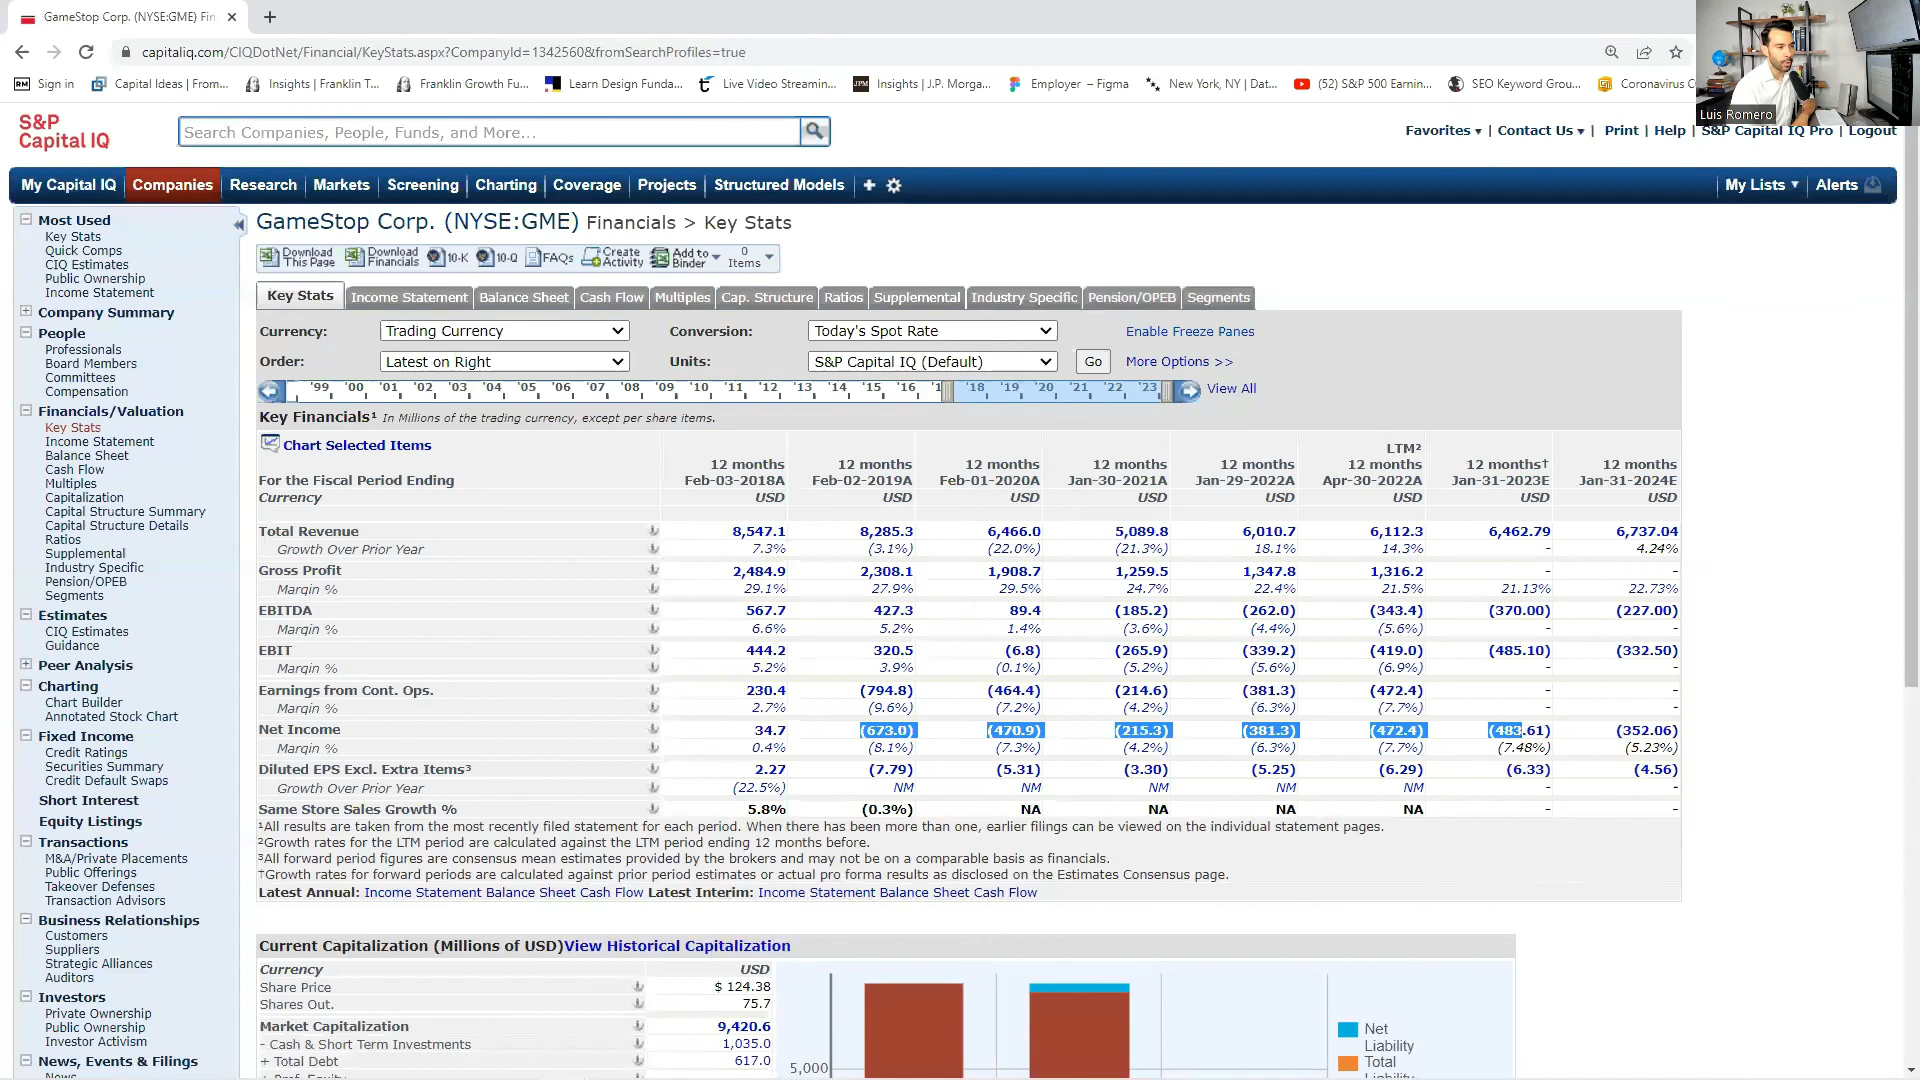 GameStop Corp. (NYSE:GME) Fin
capitaliq.com/CIQDotNet/Financial/KeyStats.aspx?CompanyId=1342560&fromSearchProfiles=true
Sign in
Capital Ideas | From...
Insights | Franklin T...
Franklin Growth Fu...
Learn Design Funda...
Live Video Streamin...
Insights | J.P. Morga...
Employer – Figma
New York, NY | Dat...
(52) S&P 500 Earnin...
SEO Keyword Grou...
Coronavirus C
Luis Romero
S&P
Capital IQ
Search Companies, People, Funds, and More...
Favorites | Contact Us | Print | Help | S&P Capital IQ Pro | Logout
My Capital IQ Companies Research Markets Screening Charting Coverage Projects Structured Models My Lists Alerts
Most Used
Key Stats
Quick Comps
CIQ Estimates
Public Ownership
Income Statement
Company Summary
People
Professionals
Board Members
Committees
Compensation
Financials/Valuation
Key Stats
Income Statement
Balance Sheet
Cash Flow
Multiples
Capitalization
Capital Structure Summary
Capital Structure Details
Ratios
Supplemental
Industry Specific
Pension/OPEB
Segments
Estimates
CIQ Estimates
Guidance
Peer Analysis
Charting
Chart Builder
Annotated Stock Chart
Fixed Income
Credit Ratings
Securities Summary
Credit Default Swaps
Short Interest
Equity Listings
Transactions
M&A/Private Placements
Public Offerings
Takeover Defenses
Transaction Advisors
Business Relationships
Customers
Suppliers
Strategic Alliances
Auditors
Investors
Private Ownership
Public Ownership
Investor Activism
News, Events & Filings
GameStop Corp. (NYSE:GME) Financials > Key Stats
Download This Page
Download Financials
10-K
10-Q
FAQs
Create Activity
Add to Binder
0 Items
Key Stats Income Statement Balance Sheet Cash Flow Multiples Cap. Structure Ratios Supplemental Industry Specific Pension/OPEB Segments
Currency: Trading Currency Conversion: Today's Spot Rate Enable Freeze Panes
Order: Latest on Right Units: S&P Capital IQ (Default) Go More Options >>
'99 '00 '01 '02 '03 '04 '05 '06 '07 '08 '09 '10 '11 '12 '13 '14 '15 '16 '1 '18 '19 '20 '21 '22 '23 View All
Key Financials¹ In Millions of the trading currency, except per share items.
Chart Selected Items
LTM²
12 months 12 months 12 months 12 months 12 months 12 months 12 months† 12 months
For the Fiscal Period Ending Feb-03-2018A Feb-02-2019A Feb-01-2020A Jan-30-2021A Jan-29-2022A Apr-30-2022A Jan-31-2023E Jan-31-2024E
Currency USD USD USD USD USD USD USD USD
Total Revenue 8,547.1 8,285.3 6,466.0 5,089.8 6,010.7 6,112.3 6,462.79 6,737.04
Growth Over Prior Year 7.3% (3.1%) (22.0%) (21.3%) 18.1% 14.3% - 4.24%
Gross Profit 2,484.9 2,308.1 1,908.7 1,259.5 1,347.8 1,316.2 - -
Margin % 29.1% 27.9% 29.5% 24.7% 22.4% 21.5% 21.13% 22.73%
EBITDA 567.7 427.3 89.4 (185.2) (262.0) (343.4) (370.00) (227.00)
Margin % 6.6% 5.2% 1.4% (3.6%) (4.4%) (5.6%) - -
EBIT 444.2 320.5 (6.8) (265.9) (339.2) (419.0) (485.10) (332.50)
Margin % 5.2% 3.9% (0.1%) (5.2%) (5.6%) (6.9%) - -
Earnings from Cont. Ops. 230.4 (794.8) (464.4) (214.6) (381.3) (472.4) - -
Margin % 2.7% (9.6%) (7.2%) (4.2%) (6.3%) (7.7%) - -
Net Income 34.7 (673.0) (470.9) (215.3) (381.3) (472.4) (483.61) (352.06)
Margin % 0.4% (8.1%) (7.3%) (4.2%) (6.3%) (7.7%) (7.48%) (5.23%)
Diluted EPS Excl. Extra Items³ 2.27 (7.79) (5.31) (3.30) (5.25) (6.29) (6.33) (4.56)
Growth Over Prior Year (22.5%) NM NM NM NM NM - -
Same Store Sales Growth % 5.8% (0.3%) NA NA NA NA - -
¹All results are taken from the most recently filed statement for each period. When there has been more than one, earlier filings can be viewed on the individual statement pages.
²Growth rates for the LTM period are calculated against the LTM period ending 12 months before.
³All forward period figures are consensus mean estimates provided by the brokers and may not be on a comparable basis as financials.
†Growth rates for forward periods are calculated against prior period estimates or actual pro forma results as disclosed on the Estimates Consensus page.
Latest Annual: Income Statement Balance Sheet Cash Flow Latest Interim: Income Statement Balance Sheet Cash Flow
Current Capitalization (Millions of USD)View Historical Capitalization
Currency USD
Share Price $ 124.38
Shares Out. 75.7
Market Capitalization 9,420.6
- Cash & Short Term Investments 1,035.0
+ Total Debt 617.0
5,000
Net
Liability
Total